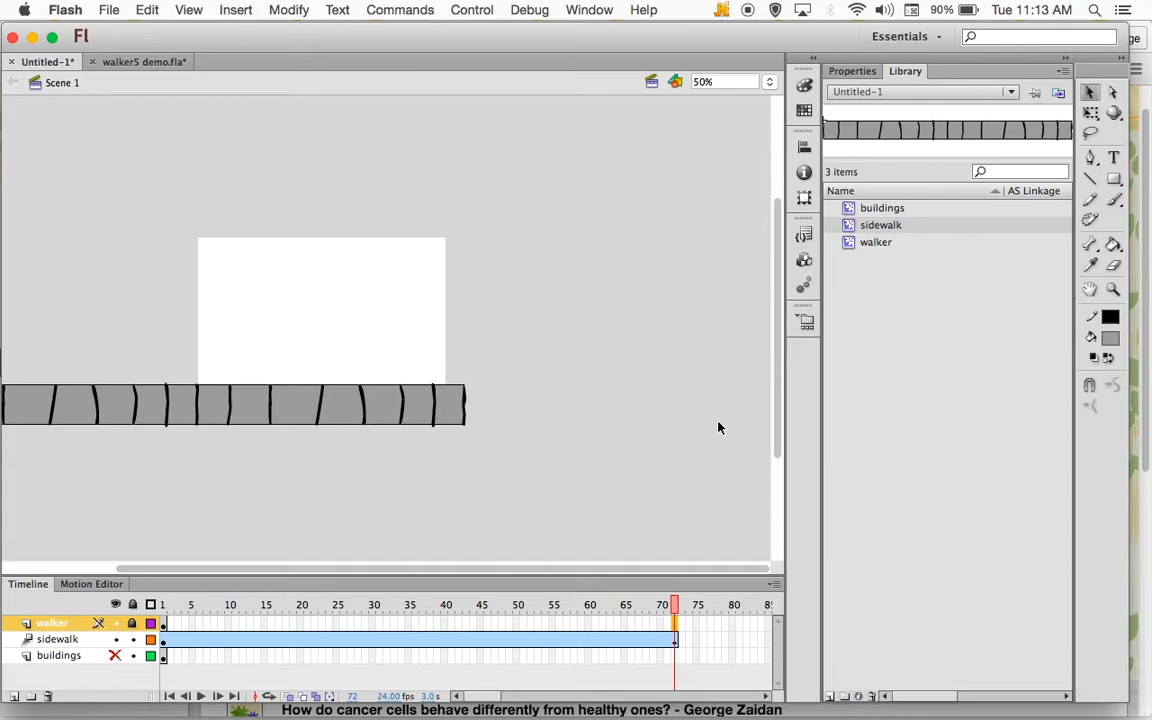 Flash File Edit View Insert Modify Text Commands Control Debug Window Help 90% Tue 11:13 AM
Fl Essentials
Untitled-1* walker5 demo.fla*
Scene 1 50%
Properties Library
Untitled-1
3 items
Name AS Linkage
buildings
sidewalk
walker
Timeline Motion Editor
1 5 10 15 20 25 30 35 40 45 50 55 60 65 70 75 80 85
walker
sidewalk
buildings
72 24.00 fps 3.0 s
How do cancer cells behave differently from healthy ones? - George Zaidan